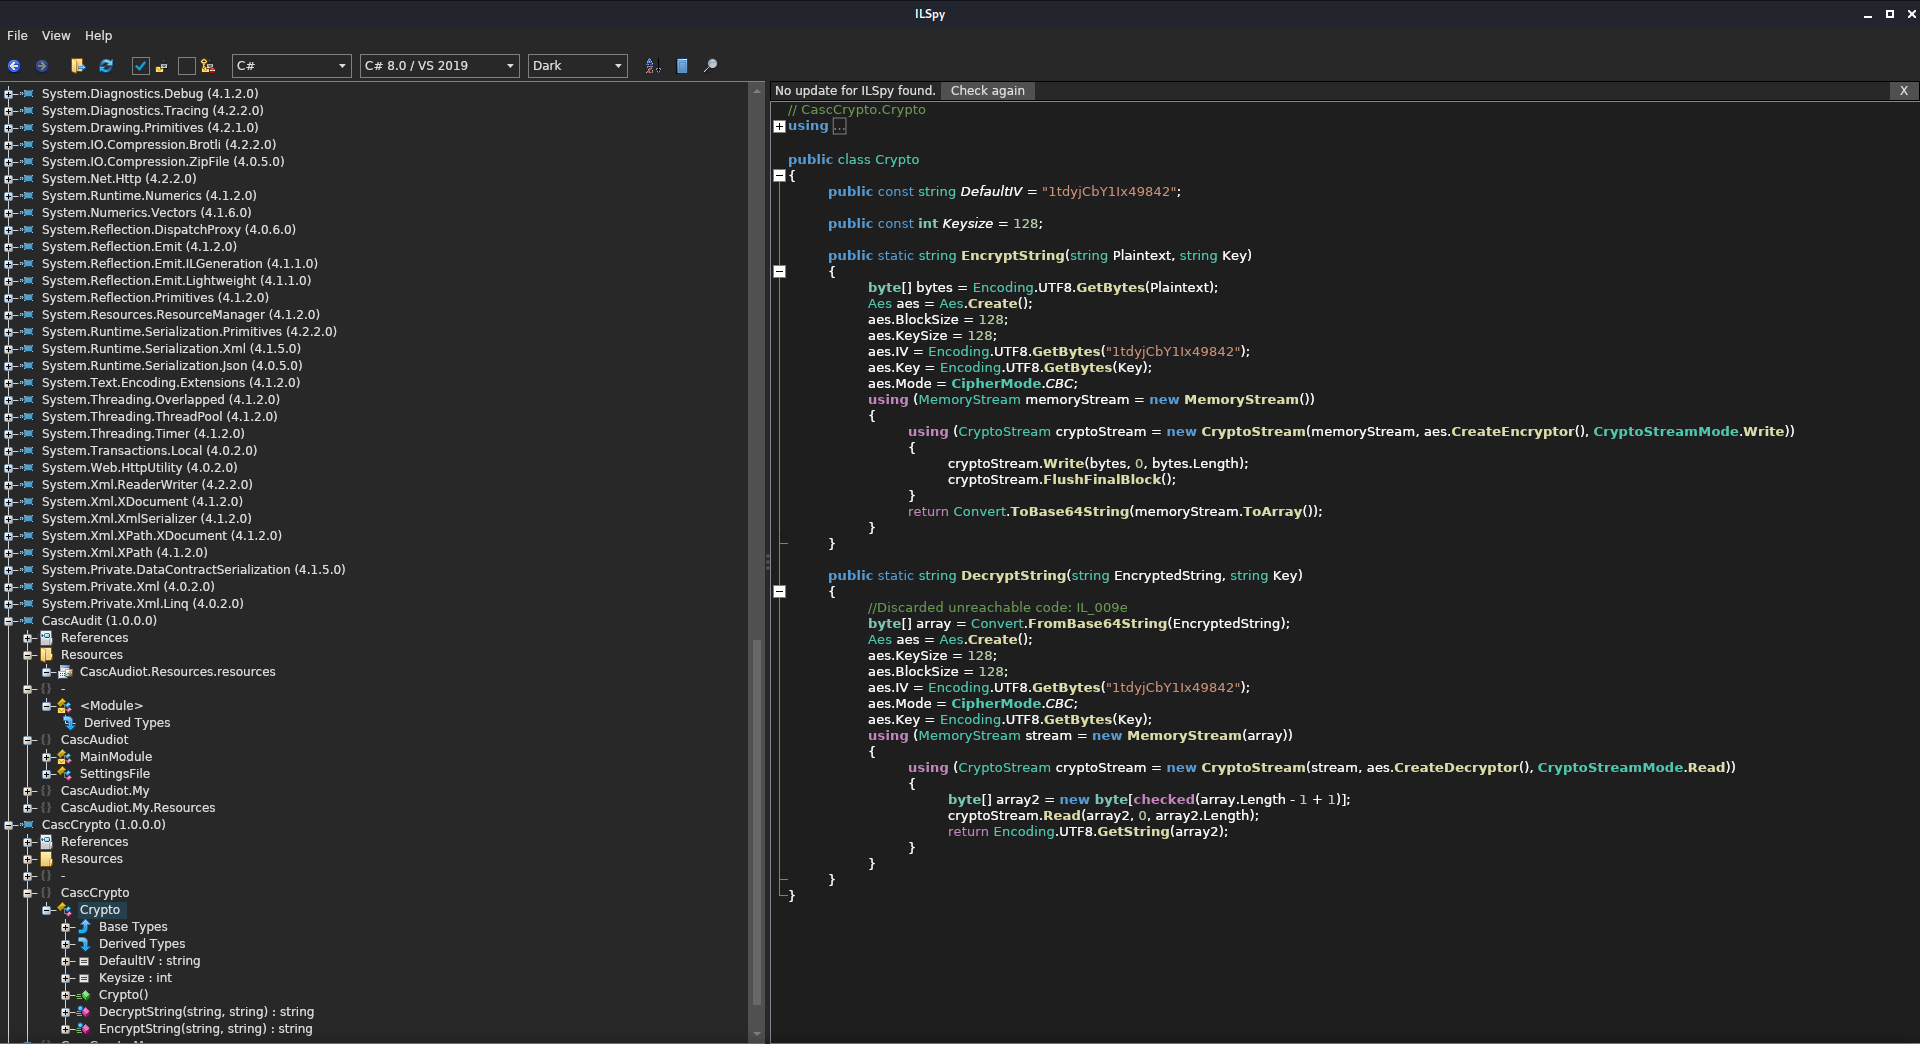 ILSpy
File View Help
C# C# 8.0 / VS 2019 Dark
System.Diagnostics.Debug (4.1.2.0)
System.Diagnostics.Tracing (4.2.2.0)
System.Drawing.Primitives (4.2.1.0)
System.IO.Compression.Brotli (4.2.2.0)
System.IO.Compression.ZipFile (4.0.5.0)
System.Net.Http (4.2.2.0)
System.Runtime.Numerics (4.1.2.0)
System.Numerics.Vectors (4.1.6.0)
System.Reflection.DispatchProxy (4.0.6.0)
System.Reflection.Emit (4.1.2.0)
System.Reflection.Emit.ILGeneration (4.1.1.0)
System.Reflection.Emit.Lightweight (4.1.1.0)
System.Reflection.Primitives (4.1.2.0)
System.Resources.ResourceManager (4.1.2.0)
System.Runtime.Serialization.Primitives (4.2.2.0)
System.Runtime.Serialization.Xml (4.1.5.0)
System.Runtime.Serialization.Json (4.0.5.0)
System.Text.Encoding.Extensions (4.1.2.0)
System.Threading.Overlapped (4.1.2.0)
System.Threading.ThreadPool (4.1.2.0)
System.Threading.Timer (4.1.2.0)
System.Transactions.Local (4.0.2.0)
System.Web.HttpUtility (4.0.2.0)
System.Xml.ReaderWriter (4.2.2.0)
System.Xml.XDocument (4.1.2.0)
System.Xml.XmlSerializer (4.1.2.0)
System.Xml.XPath.XDocument (4.1.2.0)
System.Xml.XPath (4.1.2.0)
System.Private.DataContractSerialization (4.1.5.0)
System.Private.Xml (4.0.2.0)
System.Private.Xml.Linq (4.0.2.0)
CascAudit (1.0.0.0)
References
Resources
CascAudiot.Resources.resources
-
<Module>
Derived Types
CascAudiot
MainModule
SettingsFile
CascAudiot.My
CascAudiot.My.Resources
CascCrypto (1.0.0.0)
References
Resources
-
CascCrypto
Crypto
Base Types
Derived Types
DefaultIV : string
Keysize : int
Crypto()
DecryptString(string, string) : string
EncryptString(string, string) : string
No update for ILSpy found. Check again X
// CascCrypto.Crypto
using ...
public class Crypto
{
public const string DefaultIV = "1tdyjCbY1Ix49842";
public const int Keysize = 128;
public static string EncryptString(string Plaintext, string Key)
{
byte[] bytes = Encoding.UTF8.GetBytes(Plaintext);
Aes aes = Aes.Create();
aes.BlockSize = 128;
aes.KeySize = 128;
aes.IV = Encoding.UTF8.GetBytes("1tdyjCbY1Ix49842");
aes.Key = Encoding.UTF8.GetBytes(Key);
aes.Mode = CipherMode.CBC;
using (MemoryStream memoryStream = new MemoryStream())
{
using (CryptoStream cryptoStream = new CryptoStream(memoryStream, aes.CreateEncryptor(), CryptoStreamMode.Write))
{
cryptoStream.Write(bytes, 0, bytes.Length);
cryptoStream.FlushFinalBlock();
}
return Convert.ToBase64String(memoryStream.ToArray());
}
}
public static string DecryptString(string EncryptedString, string Key)
{
//Discarded unreachable code: IL_009e
byte[] array = Convert.FromBase64String(EncryptedString);
Aes aes = Aes.Create();
aes.KeySize = 128;
aes.BlockSize = 128;
aes.IV = Encoding.UTF8.GetBytes("1tdyjCbY1Ix49842");
aes.Mode = CipherMode.CBC;
aes.Key = Encoding.UTF8.GetBytes(Key);
using (MemoryStream stream = new MemoryStream(array))
{
using (CryptoStream cryptoStream = new CryptoStream(stream, aes.CreateDecryptor(), CryptoStreamMode.Read))
{
byte[] array2 = new byte[checked(array.Length - 1 + 1)];
cryptoStream.Read(array2, 0, array2.Length);
return Encoding.UTF8.GetString(array2);
}
}
}
}